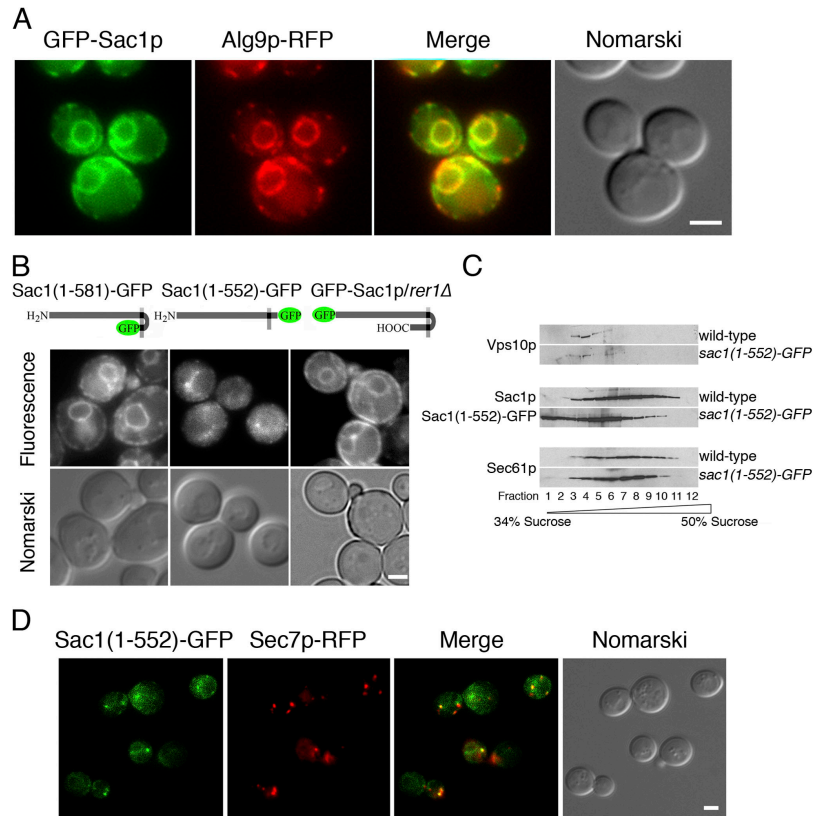 A
GFP-Sac1p Alg9p-RFP Merge Nomarski
B
Sac1(1-581)-GFP Sac1(1-552)-GFP GFP-Sac1p/rer1Δ
H2N GFP H2N GFP GFP HOOC
Fluorescence
Nomarski
C
Vps10p wild-type
sac1(1-552)-GFP
Sac1p wild-type
Sac1(1-552)-GFP sac1(1-552)-GFP
Sec61p wild-type
sac1(1-552)-GFP
Fraction 1 2 3 4 5 6 7 8 9 10 11 12
34% Sucrose 50% Sucrose
D
Sac1(1-552)-GFP Sec7p-RFP Merge Nomarski